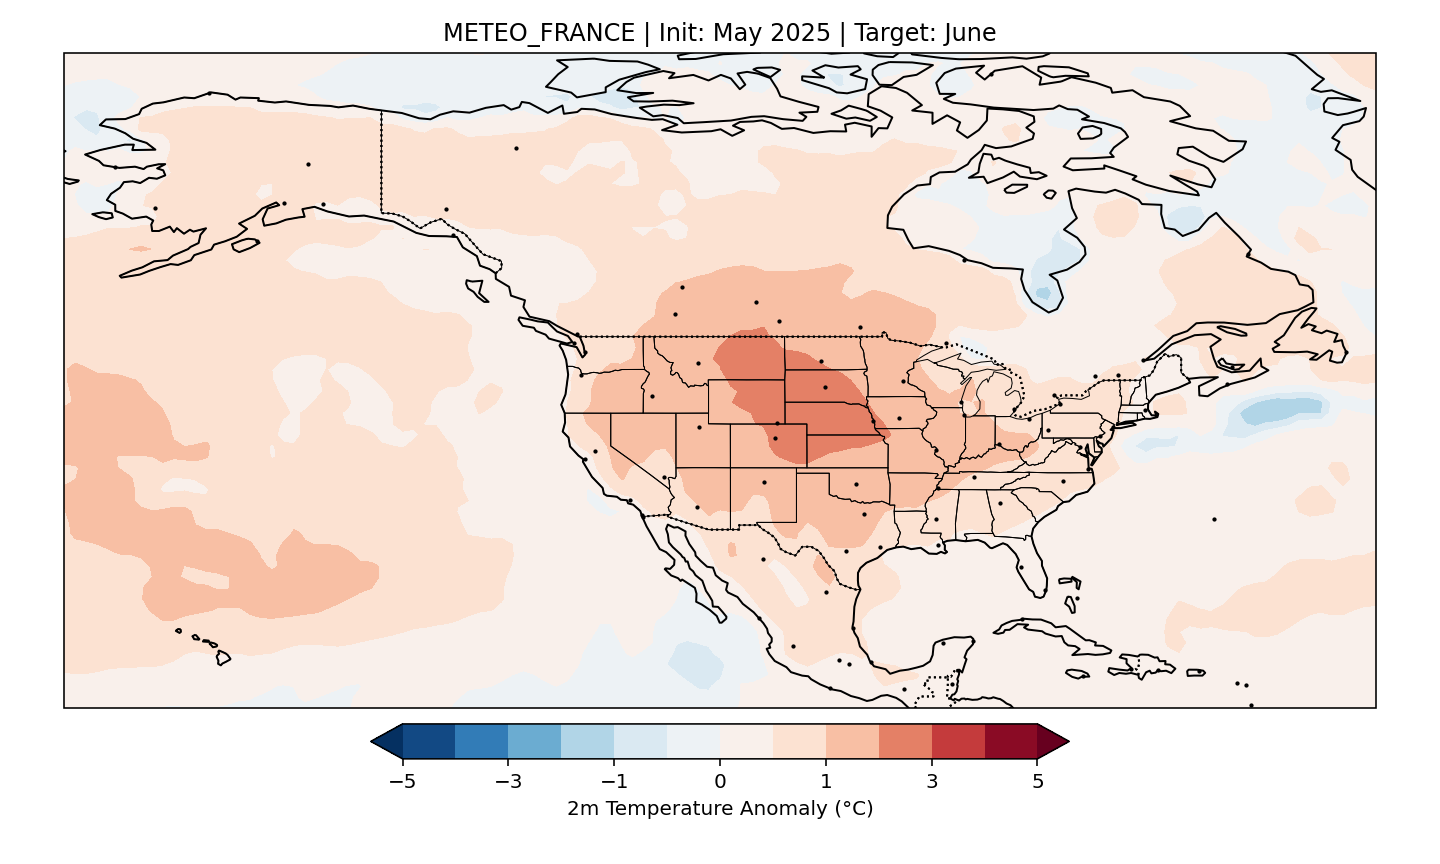 METEO_FRANCE | Init: May 2025 | Target: June
−5 −3 −1 0 1 3 5
2m Temperature Anomaly (°C)